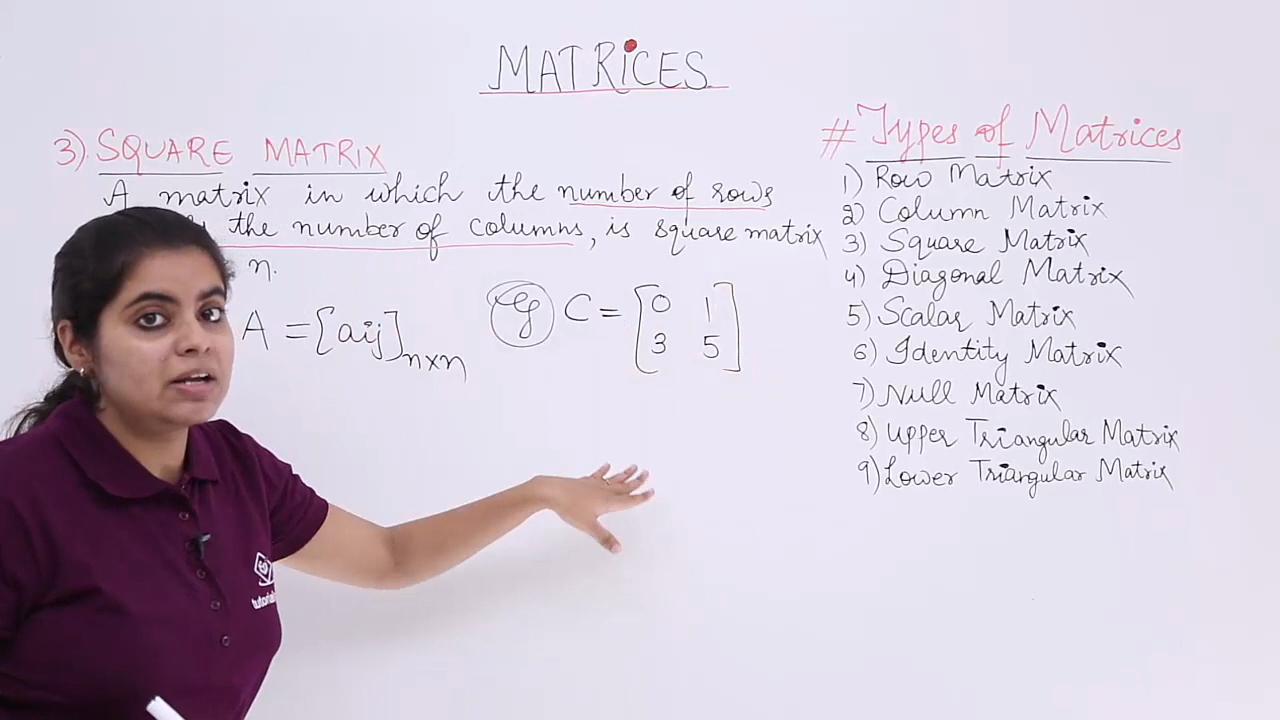 MATRICES
3) SQUARE MATRIX
A matrix in which the number of rows
the number of columns, is square matrix
n.
A = [aij]n×n
Eg C = [0 1
3 5]
# Types of Matrices
1) Row Matrix
2) Column Matrix
3) Square Matrix
4) Diagonal Matrix
5) Scalar Matrix
6) Identity Matrix
7) Null Matrix
8) Upper Triangular Matrix
9) Lower Triangular Matrix